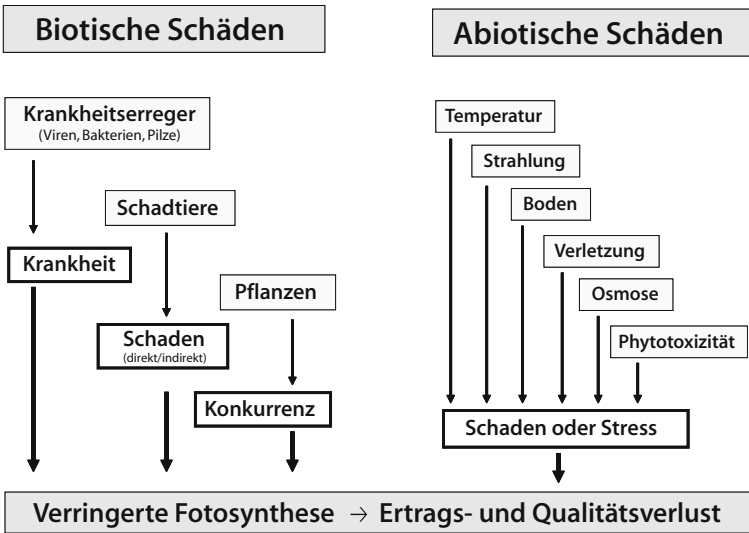 Biotische Schäden
Krankheitserreger
(Viren, Bakterien, Pilze)
Schadtiere
Krankheit
Pflanzen
Schaden
(direkt/indirekt)
Konkurrenz
Abiotische Schäden
Temperatur
Strahlung
Boden
Verletzung
Osmose
Phytotoxizität
Schaden oder Stress
Verringerte Fotosynthese → Ertrags- und Qualitätsverlust